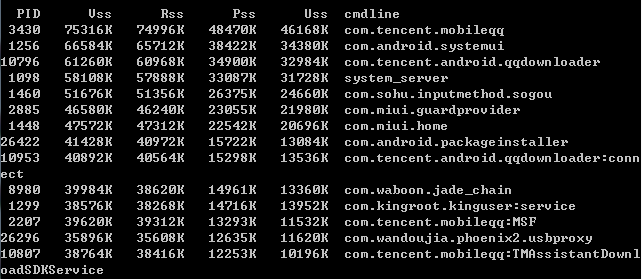 PID Vss Rss Pss Uss cmdline
3430 75316K 74996K 48470K 46168K com.tencent.mobileqq
1256 66584K 65712K 38422K 34380K com.android.systemui
10796 61260K 60968K 34900K 32984K com.tencent.android.qqdownloader
1098 58108K 57888K 33087K 31728K system_server
1460 51676K 51356K 26375K 24660K com.sohu.inputmethod.sogou
2885 46580K 46240K 23055K 21980K com.miui.guardprovider
1448 47572K 47312K 22542K 20696K com.miui.home
26422 41428K 40972K 15722K 13084K com.android.packageinstaller
10953 40892K 40564K 15298K 13536K com.tencent.android.qqdownloader:conn
ect
8980 39984K 38620K 14961K 13360K com.waboon.jade_chain
1299 38576K 38268K 14716K 13952K com.kingroot.kinguser:service
2207 39620K 39312K 13293K 11532K com.tencent.mobileqq:MSF
26296 35896K 35608K 12635K 11620K com.wandoujia.phoenix2.usbproxy
10807 38764K 38416K 12253K 10196K com.tencent.mobileqq:TMAssistantDownl
oadSDKService